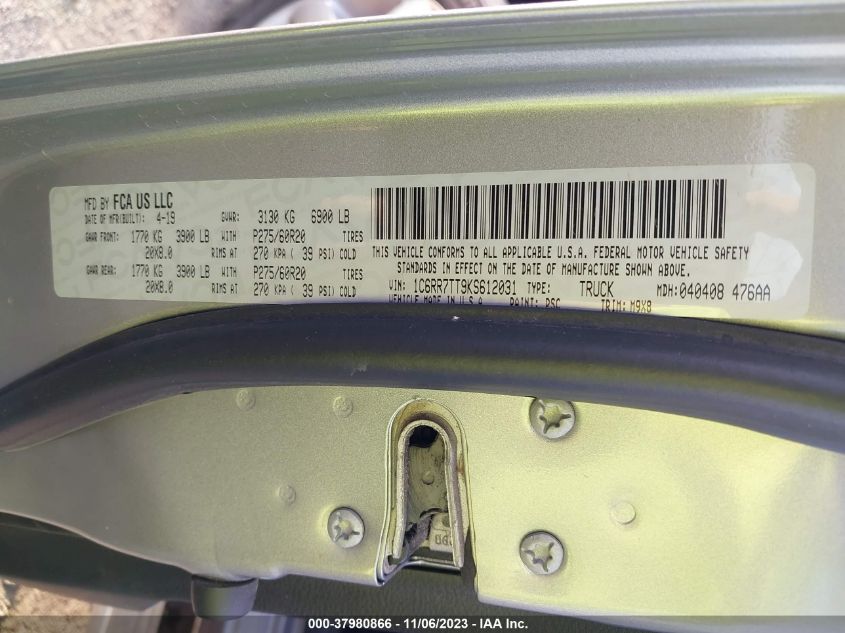 MFD BY FCA US LLC
DATE OF MFR(BUILT): 4-19 GVWR: 3130 KG 6900 LB
GAWR FRONT: 1770 KG 3900 LB WITH P275/60R20 TIRES
20X8.0 RIMS AT 270 KPA ( 39 PSI) COLD
GAWR REAR: 1770 KG 3900 LB WITH P275/60R20 TIRES
20X8.0 RIMS AT 270 KPA ( 39 PSI) COLD
THIS VEHICLE CONFORMS TO ALL APPLICABLE U.S.A. FEDERAL MOTOR VEHICLE SAFETY
STANDARDS IN EFFECT ON THE DATE OF MANUFACTURE SHOWN ABOVE.
VIN: 1C6RR7TT9KS612031 TYPE: TRUCK MDH: 040408 476AA
VEHICLE MADE IN U.S.A PAINT: PSC TRIM: M9X8
000-37980866 — 11/06/2023 - IAA Inc.